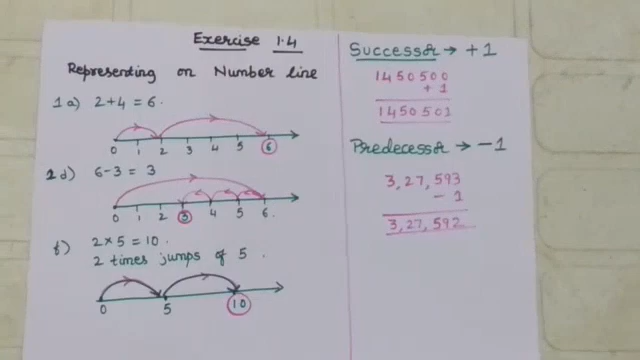 Exercise 1.4
Representing on Number line
1a) 2+4 = 6.
0 1 2 3 4 5 6
2d) 6-3 = 3
0 1 2 3 4 5 6.
f) 2×5 = 10.
2 times jumps of 5.
0 5 10
Successor → +1
1450500
+ 1
1450501
Predecessor → −1
3,27,593
− 1
3,27,592